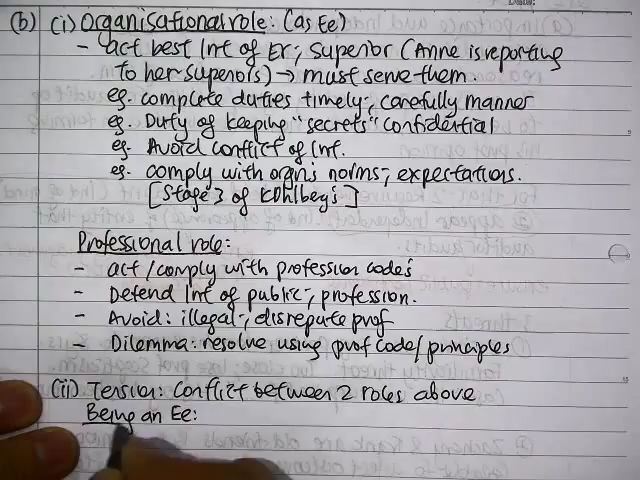 (b) (i) Organisational role: (as Ee)
- act best Int of Er, superior (Anne is reporting
to her superiors) → must serve them.
eg. complete duties timely, carefully manner
eg. Duty of keeping "secrets" confidential
eg. Avoid conflict of Int.
eg. comply with orgn's norms, expectations.
[Stage 3 of Kohlberg's]
Professional role:
- act/comply with profession code's
- Defend Int of public, profession.
- Avoid: illegal, disrepute prof
- Dilemma: resolve using prof code/principles
(ii) Tension: conflict between 2 roles above
Being an Ee: